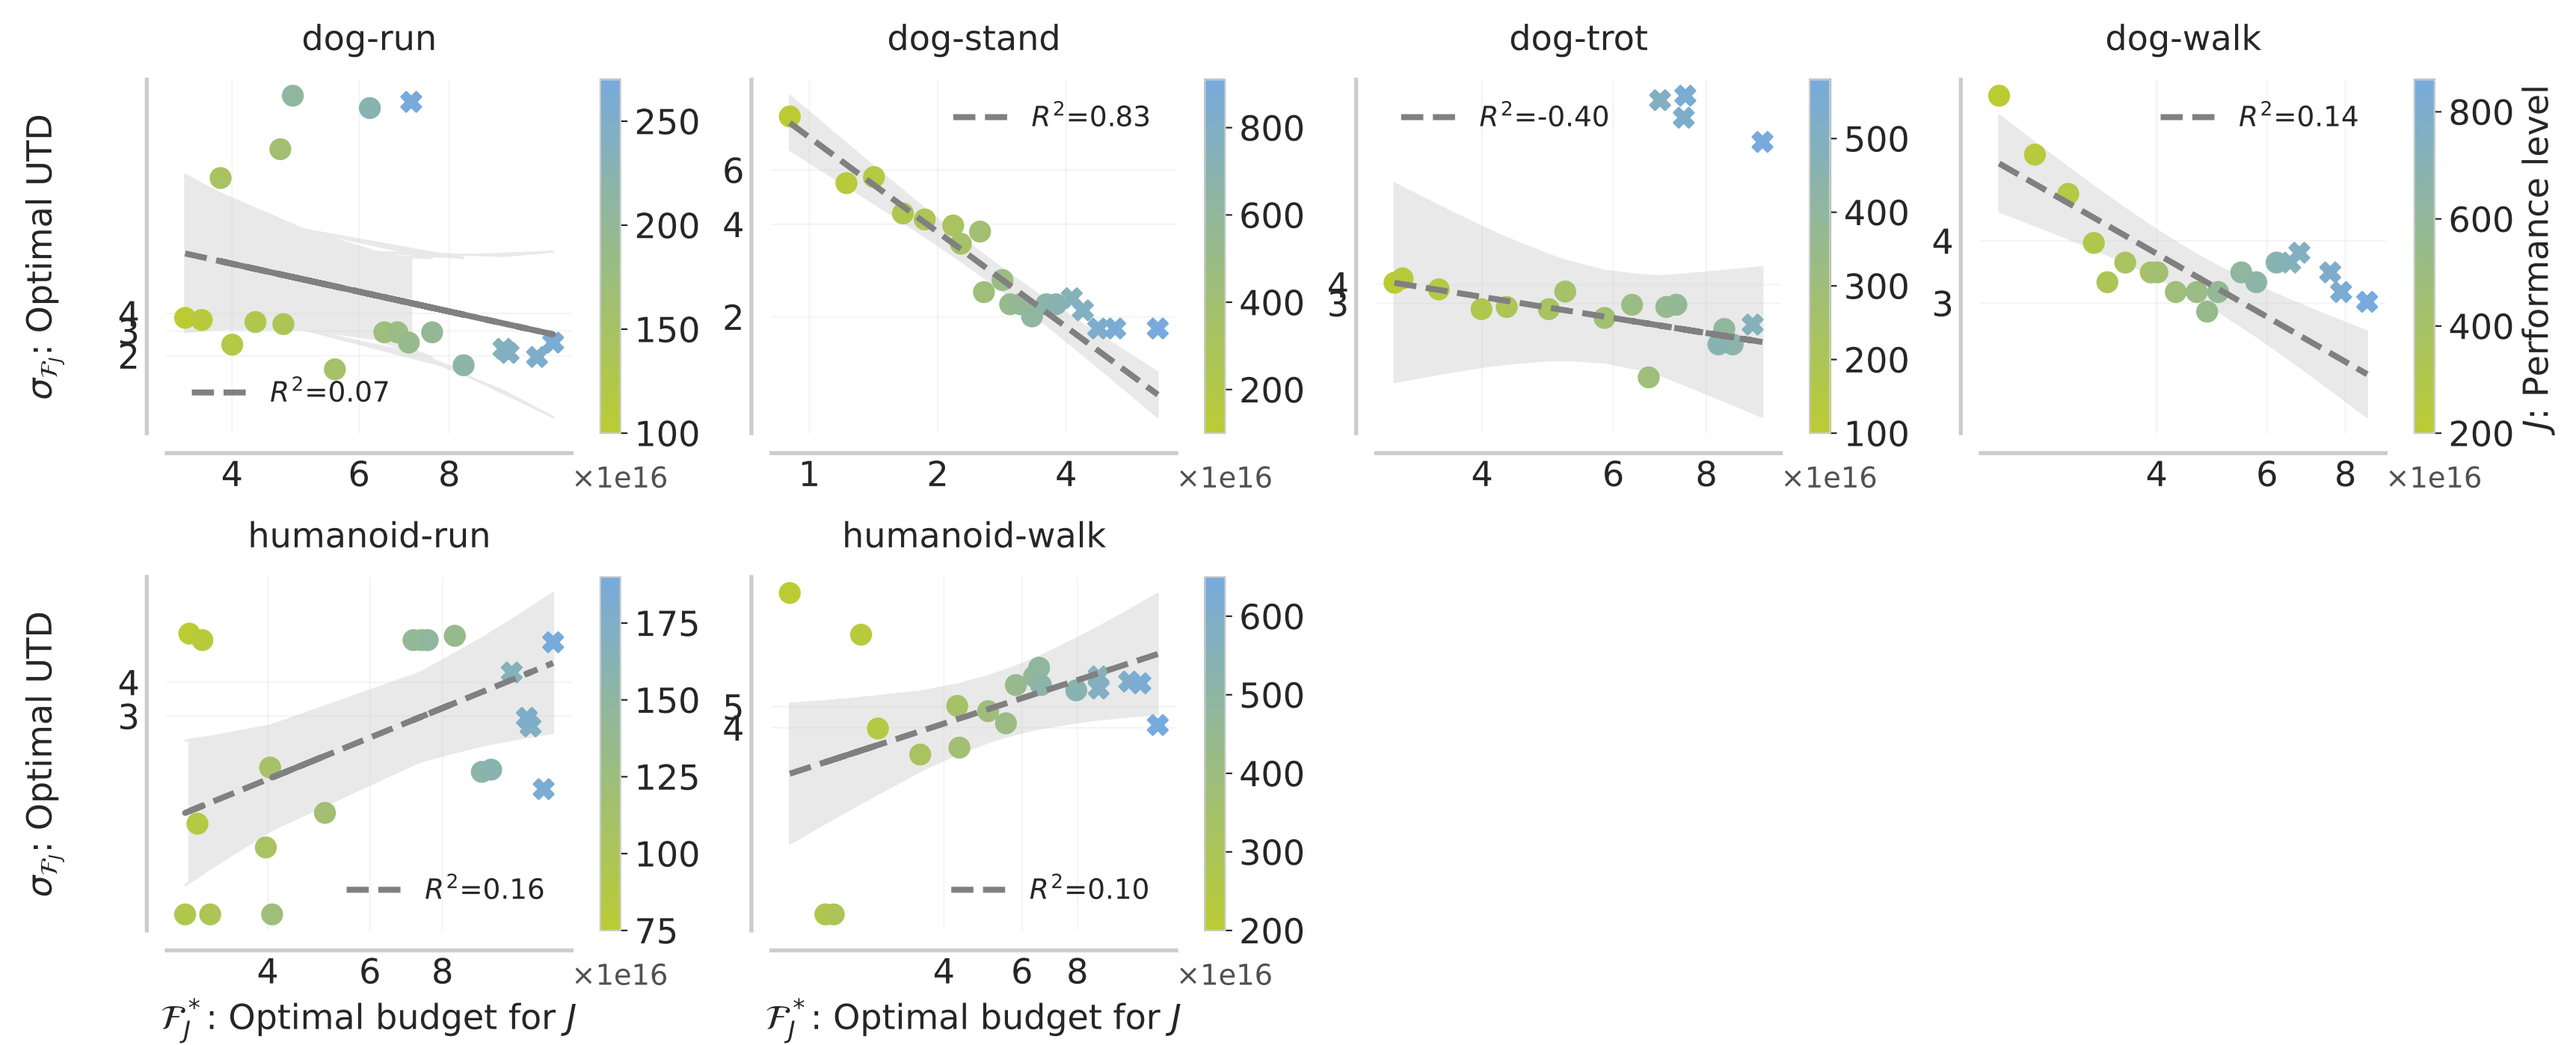 dog-run
σ_{𝓕_J}: Optimal UTD
4
3
2
R²=0.07
4 6 8 ×1e16
250
200
150
100
dog-stand
6
4
2
R²=0.83
1 2 4 ×1e16
800
600
400
200
dog-trot
4
3
R²=-0.40
4 6 8 ×1e16
500
400
300
200
100
dog-walk
4
3
R²=0.14
4 6 8 ×1e16
800
600
400
200
J: Performance level
humanoid-run
σ_{𝓕_J}: Optimal UTD
4
3
R²=0.16
4 6 8 ×1e16
𝓕*_J: Optimal budget for J
175
150
125
100
75
humanoid-walk
5
4
R²=0.10
4 6 8 ×1e16
𝓕*_J: Optimal budget for J
600
500
400
300
200